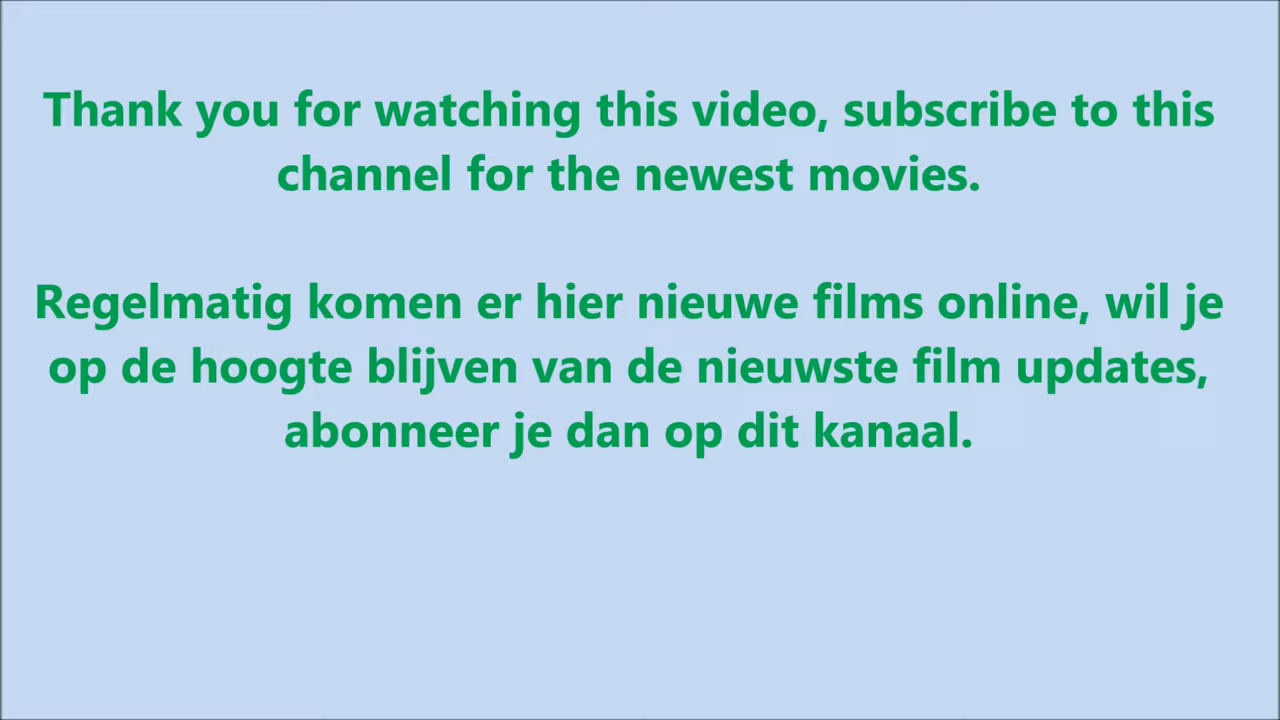 Thank you for watching this video, subscribe to this
channel for the newest movies.
Regelmatig komen er hier nieuwe films online, wil je
op de hoogte blijven van de nieuwste film updates,
abonneer je dan op dit kanaal.